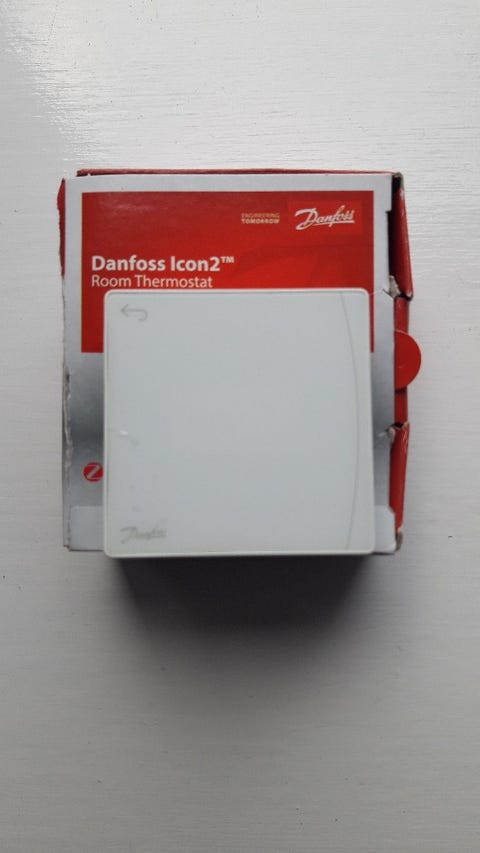 ENGINEERING
TOMORROW
Danfoss
Danfoss Icon2™
Room Thermostat
Danfoss